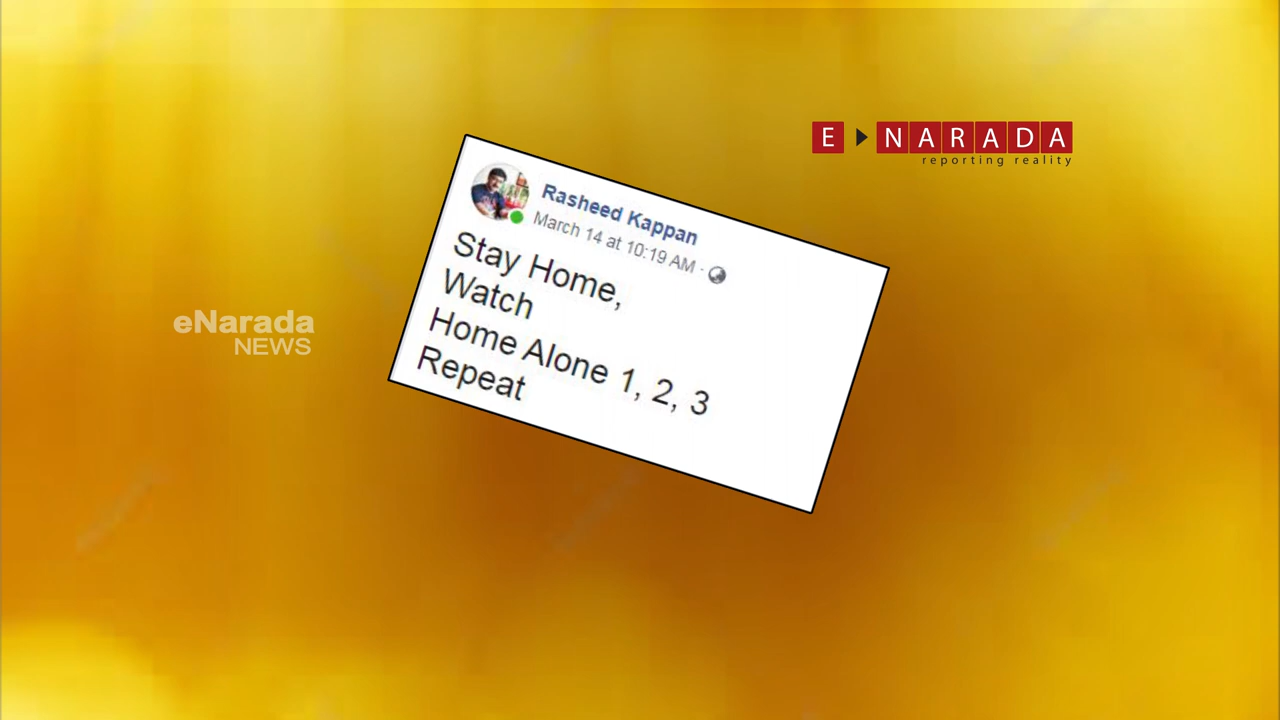 E NARADA
reporting reality
Rasheed Kappan
March 14 at 10:19 AM ·
Stay Home,
Watch
Home Alone 1, 2, 3
Repeat
eNarada
NEWS